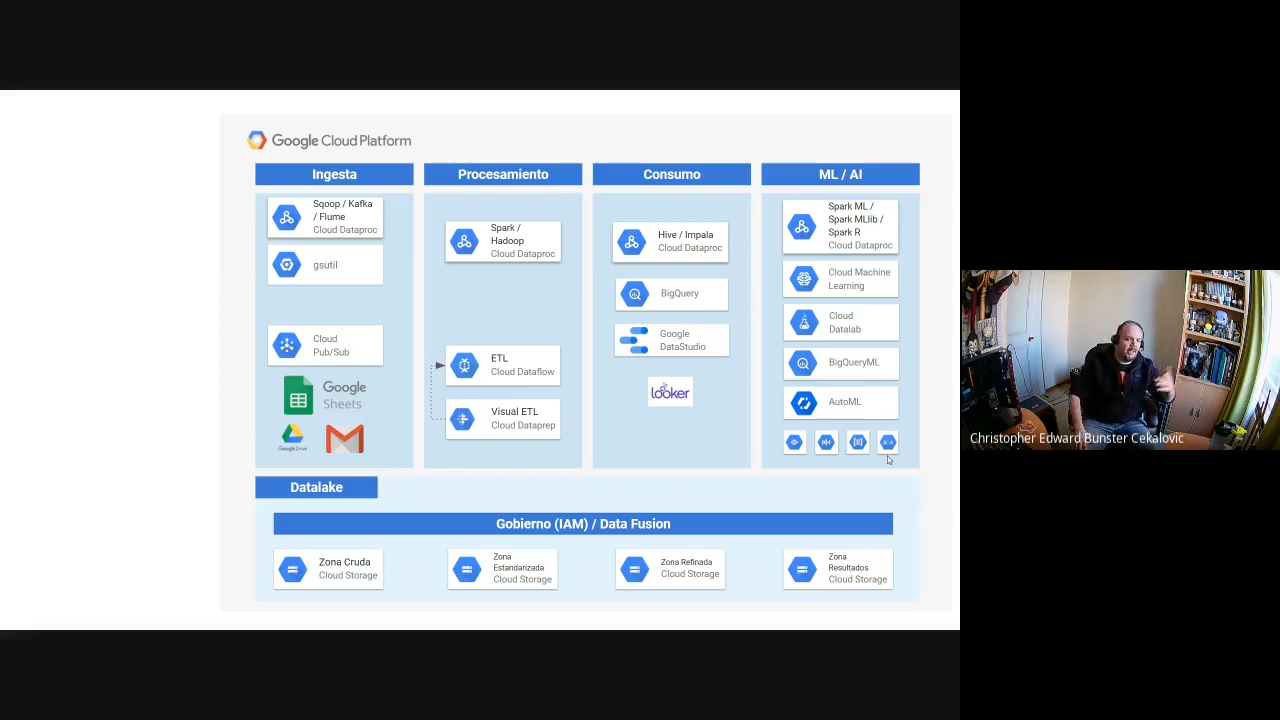 Google Cloud Platform
Ingesta
Procesamiento
Consumo
ML / AI
Sqoop / Kafka
/ Flume
Cloud Dataproc
gsutil
Cloud
Pub/Sub
Google
Sheets
Google Drive
Spark /
Hadoop
Cloud Dataproc
ETL
Cloud Dataflow
Visual ETL
Cloud Dataprep
Hive / Impala
Cloud Dataproc
BigQuery
Google
DataStudio
looker
Spark ML /
Spark MLlib /
Spark R
Cloud Dataproc
Cloud Machine
Learning
Cloud
Datalab
BigQueryML
AutoML
Datalake
Gobierno (IAM) / Data Fusion
Zona Cruda
Cloud Storage
Zona
Estandarizada
Cloud Storage
Zona Refinada
Cloud Storage
Zona
Resultados
Cloud Storage
Christopher Edward Bunster Cekalovic